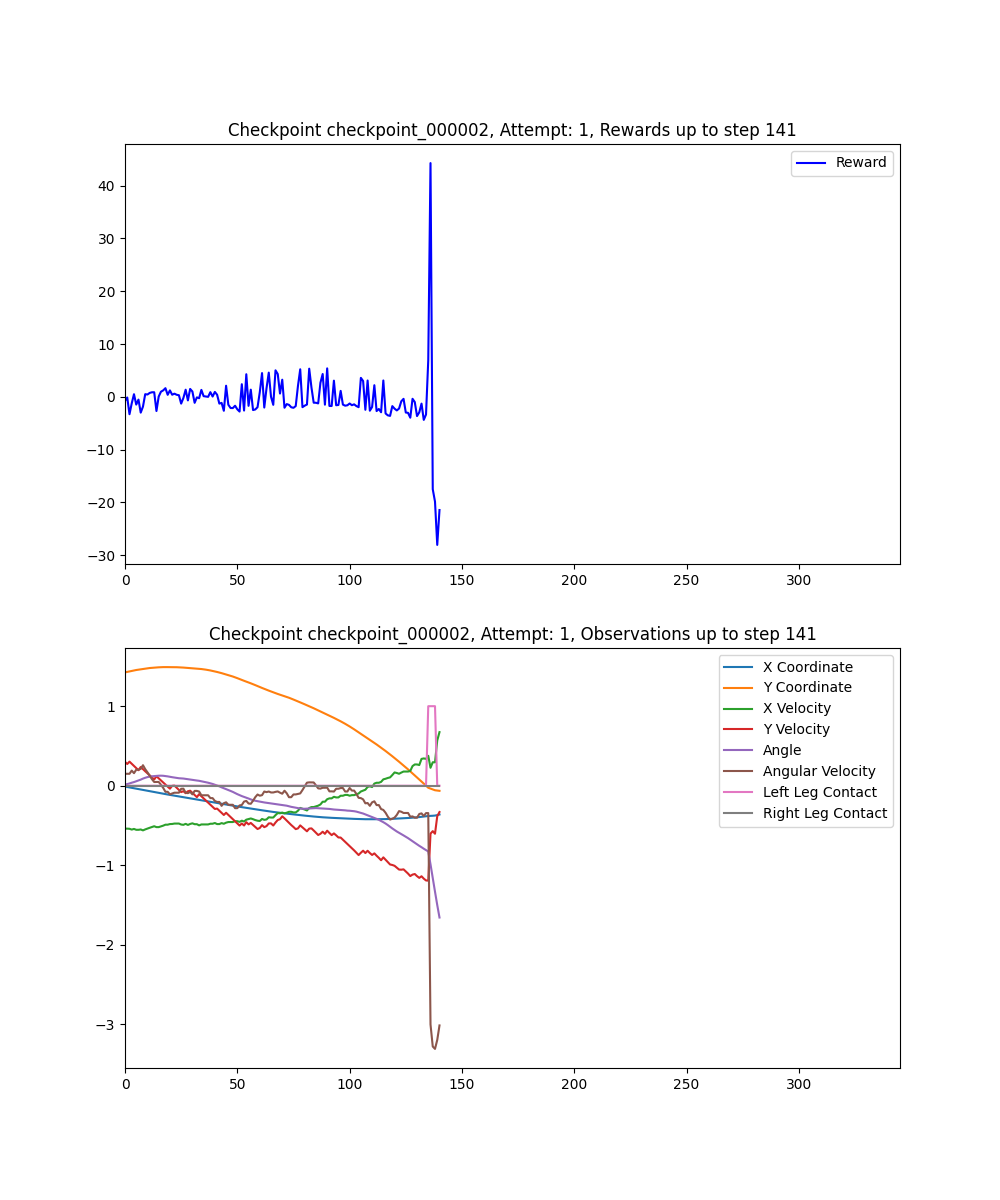 Checkpoint checkpoint_000002, Attempt: 1, Rewards up to step 141
Reward
40
30
20
10
0
−10
−20
−30
0 50 100 150 200 250 300
Checkpoint checkpoint_000002, Attempt: 1, Observations up to step 141
X Coordinate
Y Coordinate
X Velocity
Y Velocity
Angle
Angular Velocity
Left Leg Contact
Right Leg Contact
1
0
−1
−2
−3
0 50 100 150 200 250 300